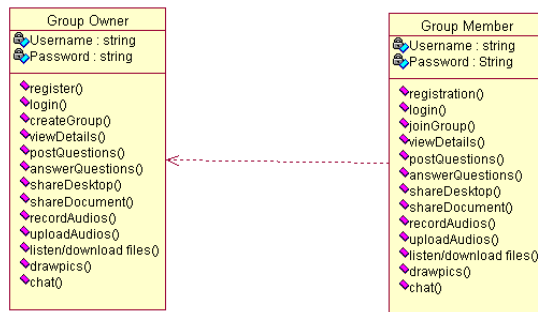 Group Owner
Username : string
Password : string
register()
login()
createGroup()
viewDetails()
postQuestions()
answerQuestions()
shareDesktop()
shareDocument()
recordAudios()
uploadAudios()
listen/download files()
drawpics()
chat()
Group Member
Username : string
Password : String
registration()
login()
joinGroup()
viewDetails()
postQuestions()
answerQuestions()
shareDesktop()
shareDocument()
recordAudios()
uploadAudios()
listen/download files()
drawpics()
chat()